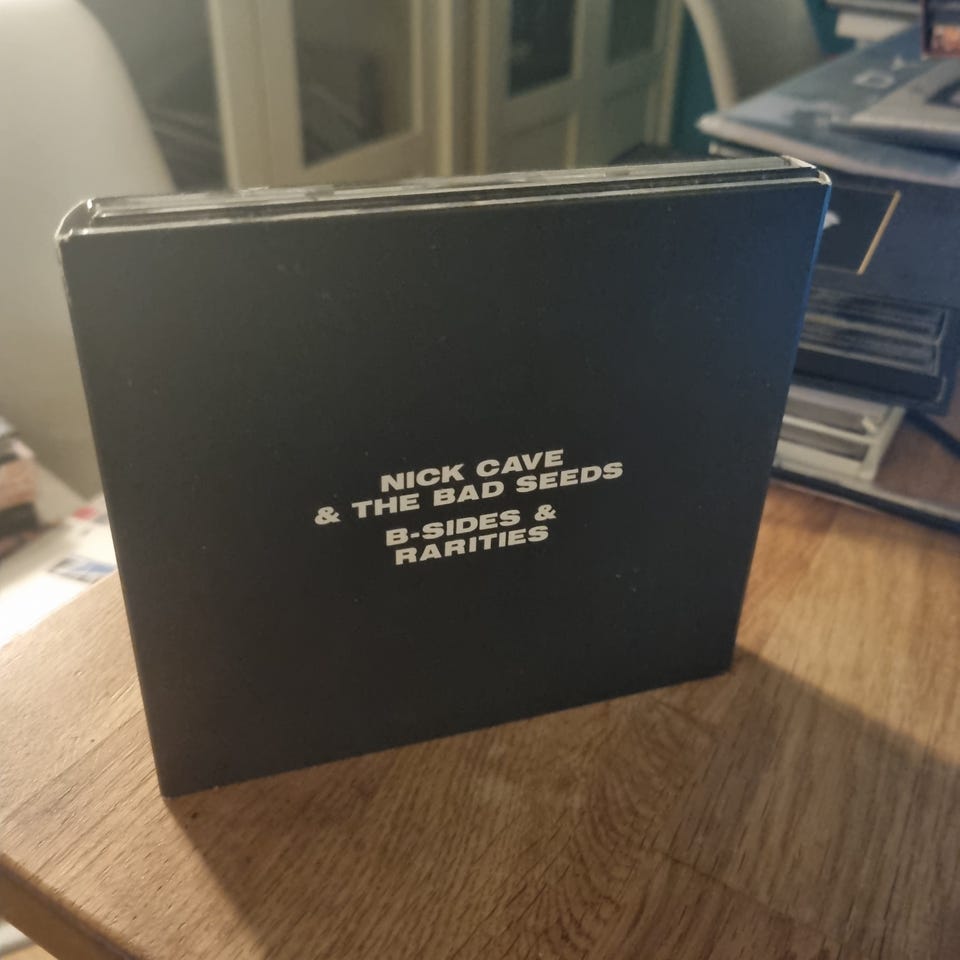 NICK CAVE
& THE BAD SEEDS
B-SIDES &
RARITIES